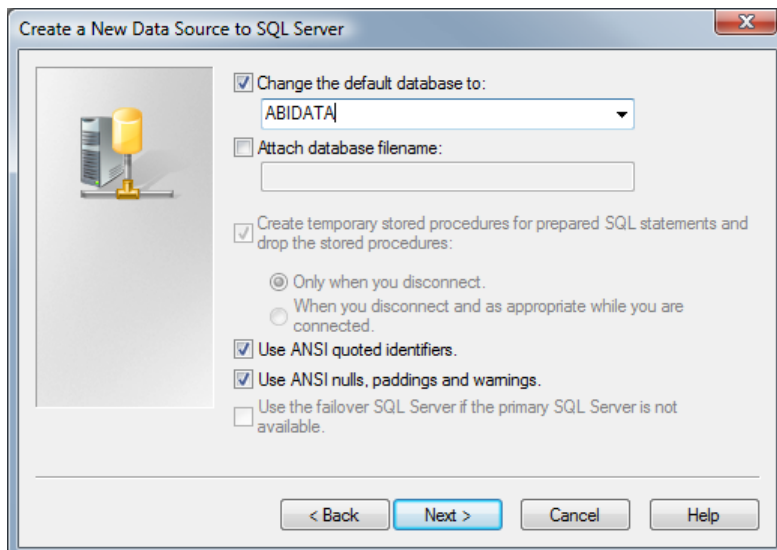 Create a New Data Source to SQL Server
Change the default database to:
ABIDATA
Attach database filename:
Create temporary stored procedures for prepared SQL statements and
drop the stored procedures:
Only when you disconnect.
When you disconnect and as appropriate while you are
connected.
Use ANSI quoted identifiers.
Use ANSI nulls, paddings and warnings.
Use the failover SQL Server if the primary SQL Server is not
available.
< Back Next > Cancel Help